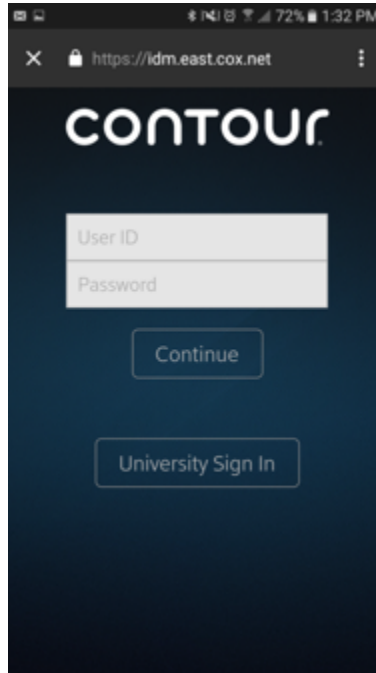 72% 1:32 PM
https://idm.east.cox.net
contour
User ID
Password
Continue
University Sign In